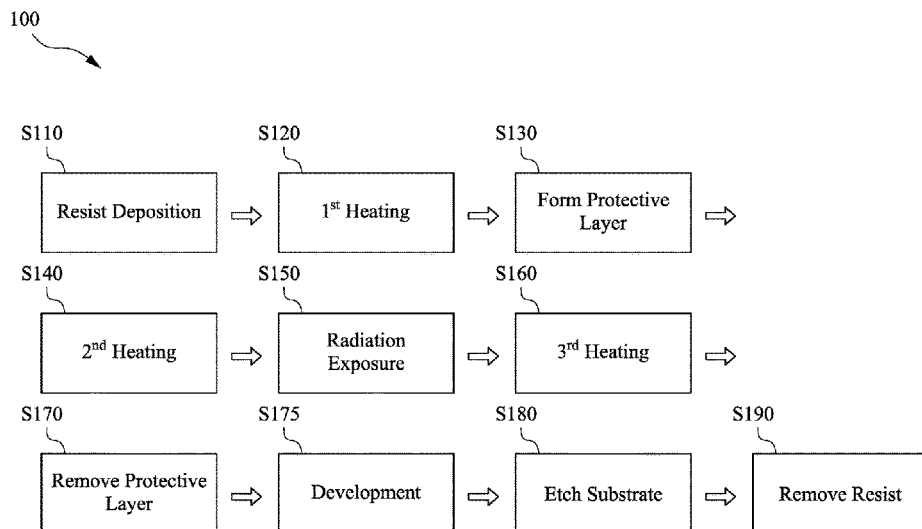 100
S110
S120
S130
Resist Deposition
1st Heating
Form Protective
Layer
S140
S150
S160
2nd Heating
Radiation
Exposure
3rd Heating
S170
S175
S180
S190
Remove Protective
Layer
Development
Etch Substrate
Remove Resist